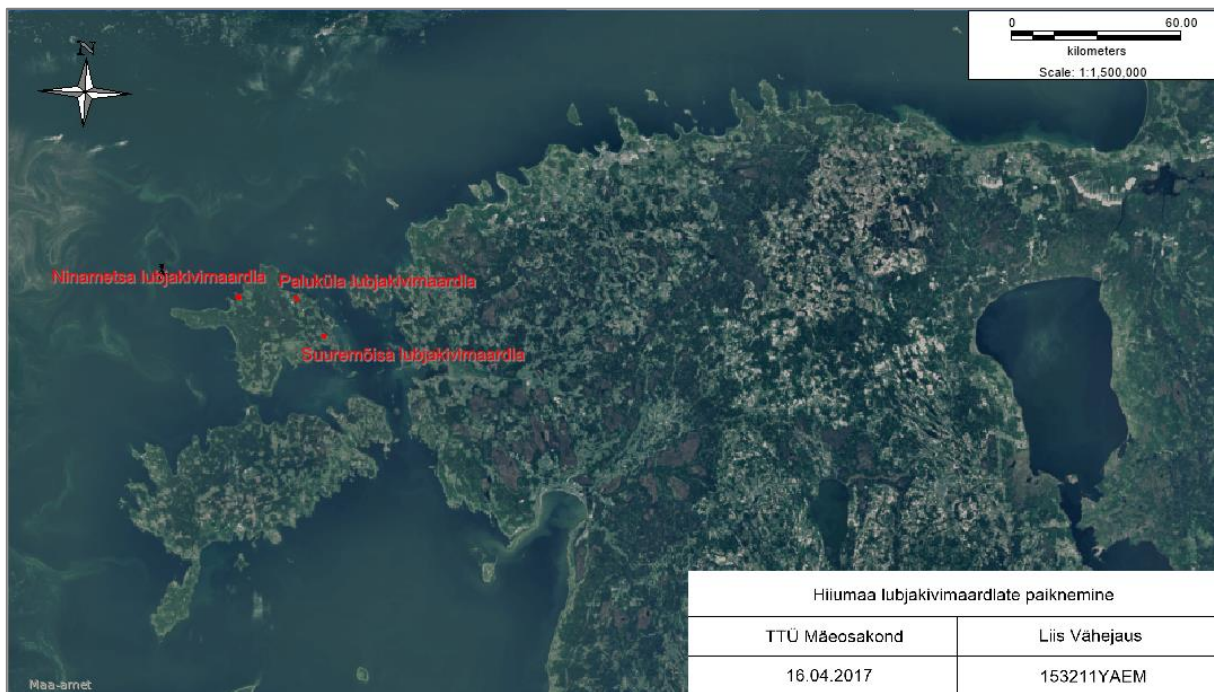 N
0 60.00
kilometers
Scale: 1:1,500,000
Ninametsa lubjakivimaardla
Paluküla lubjakivimaardla
Suuremõisa lubjakivimaardla
Hiiumaa lubjakivimaardlate paiknemine
TTÜ Mäeosakond
Liis Vähejaus
16.04.2017
153211YAEM
Maa-amet